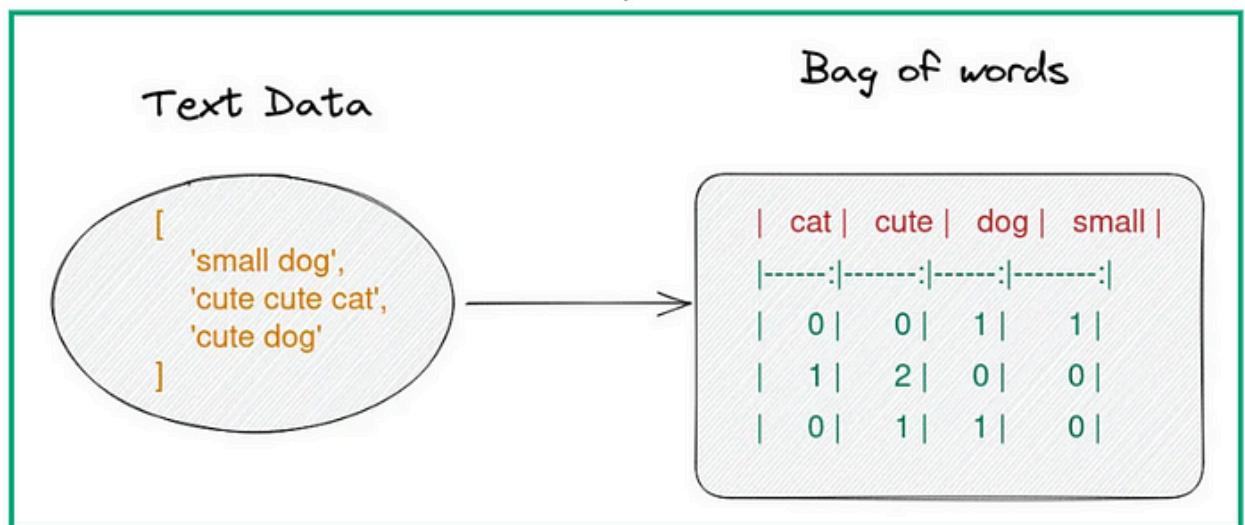 Text Data
[
'small dog',
'cute cute cat',
'cute dog'
]
Bag of words
| cat | cute | dog | small |
|------:|-------:|------:|--------:|
| 0 | 0 | 1 | 1 |
| 1 | 2 | 0 | 0 |
| 0 | 1 | 1 | 0 |